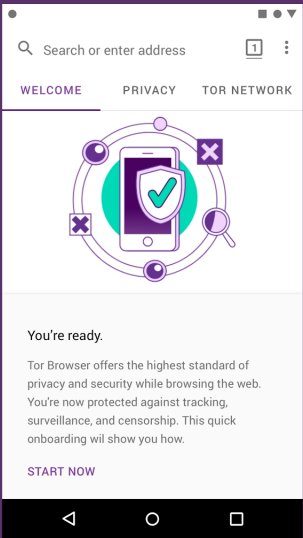 Search or enter address
1
WELCOME PRIVACY TOR NETWORK
You're ready.
Tor Browser offers the highest standard of
privacy and security while browsing the web.
You're now protected against tracking,
surveillance, and censorship. This quick
onboarding wil show you how.
START NOW